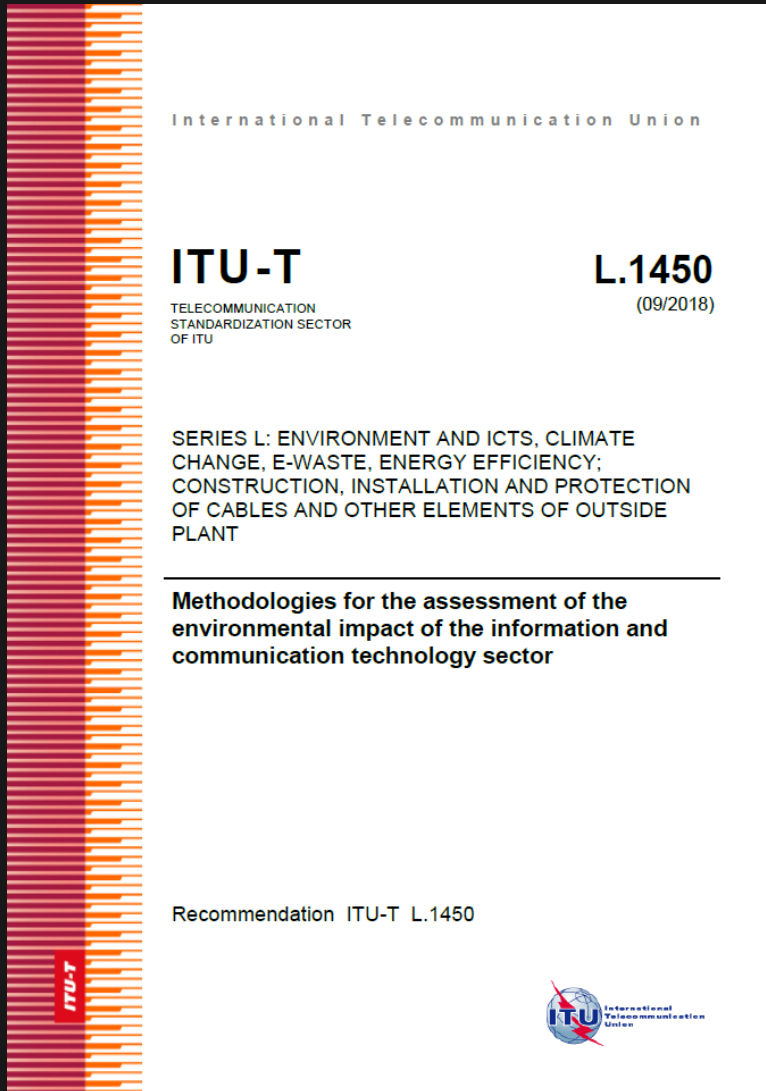 International Telecommunication Union
ITU-T
L.1450
TELECOMMUNICATION
STANDARDIZATION SECTOR
OF ITU
(09/2018)
SERIES L: ENVIRONMENT AND ICTS, CLIMATE
CHANGE, E-WASTE, ENERGY EFFICIENCY;
CONSTRUCTION, INSTALLATION AND PROTECTION
OF CABLES AND OTHER ELEMENTS OF OUTSIDE
PLANT
Methodologies for the assessment of the
environmental impact of the information and
communication technology sector
Recommendation ITU-T L.1450
ITU-T
ITU
International
Telecommunication
Union